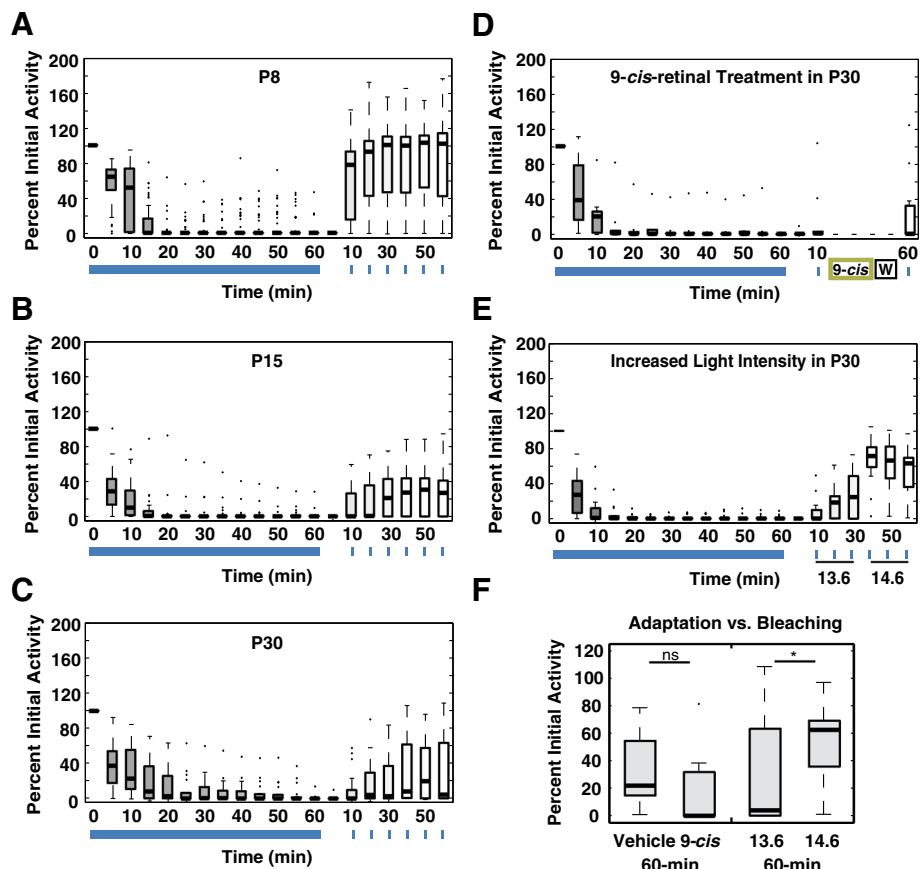 A
P8
Percent Initial Activity
200
160
120
80
40
0
0 10 20 30 40 50 60 10 30 50
Time (min)
B
P15
Percent Initial Activity
200
160
120
80
40
0
0 10 20 30 40 50 60 10 30 50
Time (min)
C
P30
Percent Initial Activity
200
160
120
80
40
0
0 10 20 30 40 50 60 10 30 50
Time (min)
D
9-cis-retinal Treatment in P30
Percent Initial Activity
200
160
120
80
40
0
0 10 20 30 40 50 60 10 60
9-cis W
Time (min)
E
Increased Light Intensity in P30
Percent Initial Activity
200
160
120
80
40
0
0 10 20 30 40 50 60 10 30 50
Time (min) 13.6 14.6
F
Adaptation vs. Bleaching
Percent Initial Activity
120
100
80
60
40
20
0
ns *
Vehicle 9-cis 13.6 14.6
60-min 60-min